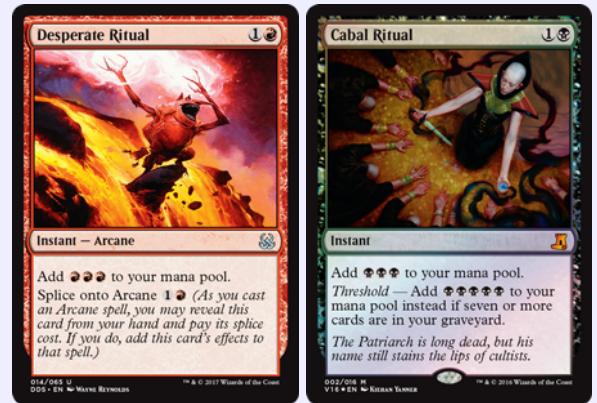 Desperate Ritual 1
Instant — Arcane
Add to your mana pool.
Splice onto Arcane 1 (As you cast
an Arcane spell, you may reveal this
card from your hand and pay its splice
cost. If you do, add this card's effects to
that spell.)
014/065 U
DDS • EN WAYNE REYNOLDS
™ & © 2017 Wizards of the Coast
Cabal Ritual 1
Instant
Add to your mana pool.
Threshold — Add to your
mana pool instead if seven or more
cards are in your graveyard.
The Patriarch is long dead, but his
name still stains the lips of cultists.
002/016 M
V16 ★ EN KIERAN YANNER
™ & © 2016 Wizards of the Coast